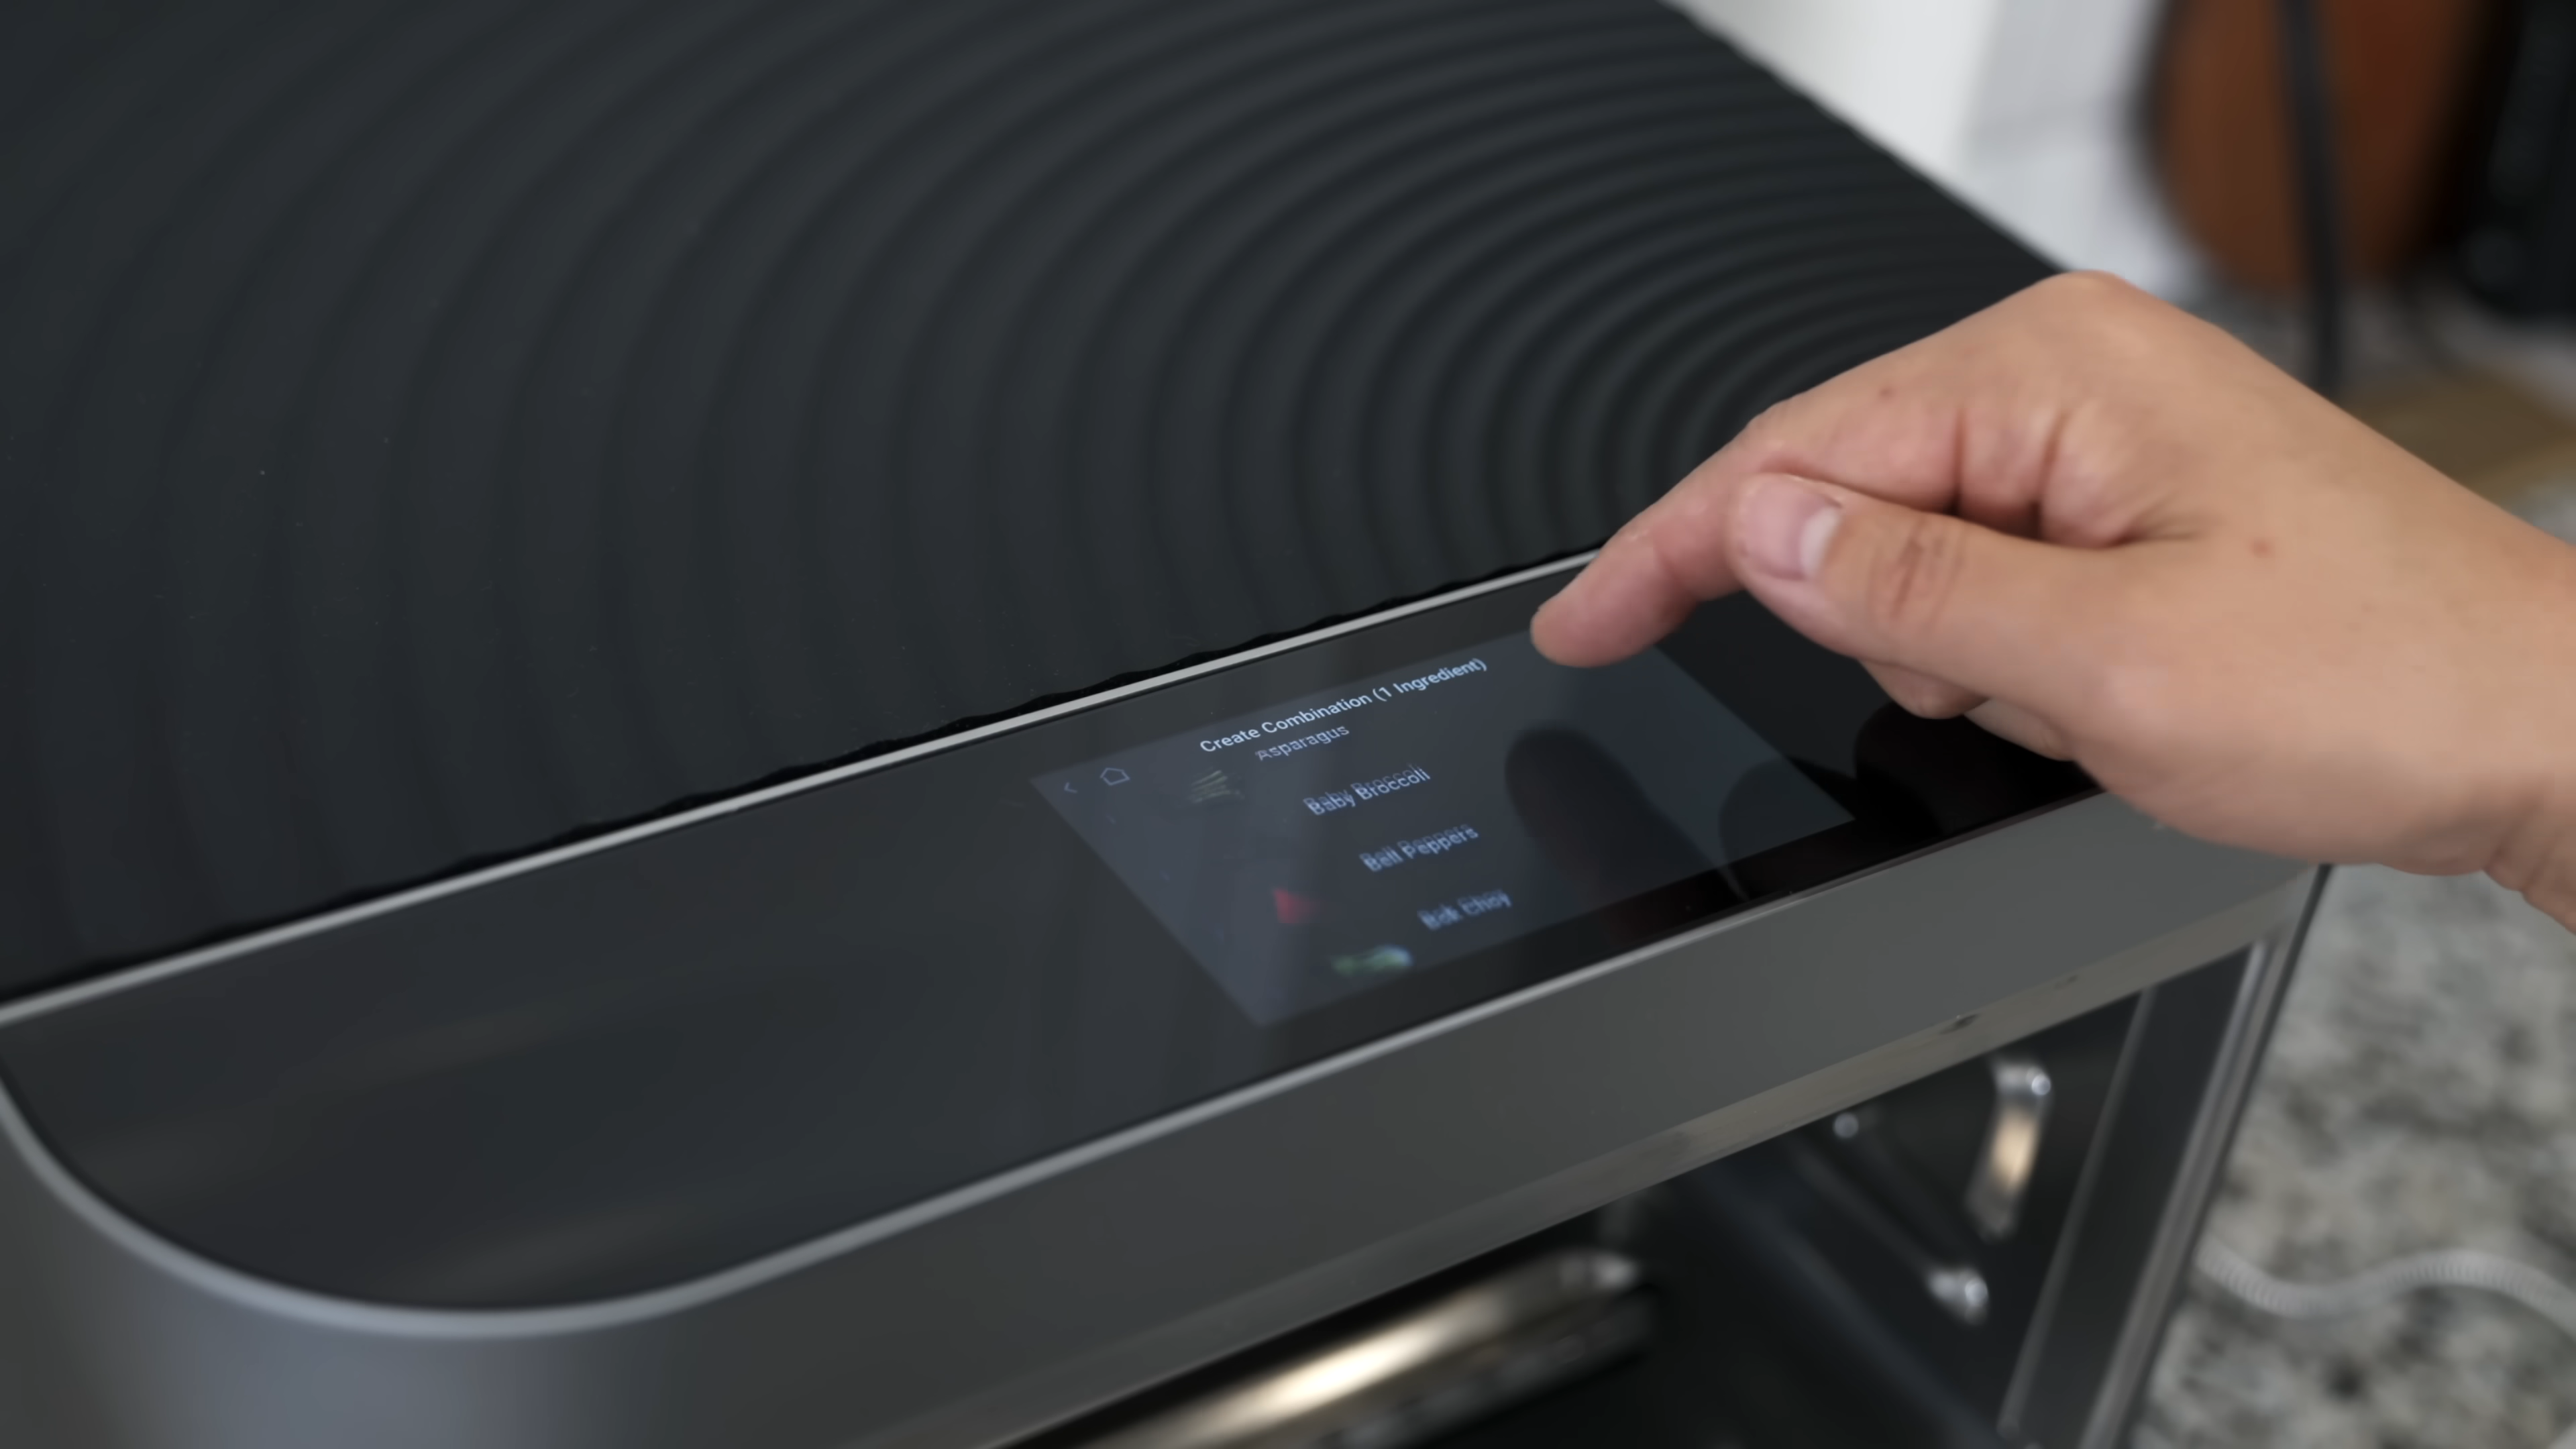 Create Combination (1 Ingredient)
Asparagus
Baby Broccoli
Bell Peppers
Bok Choy